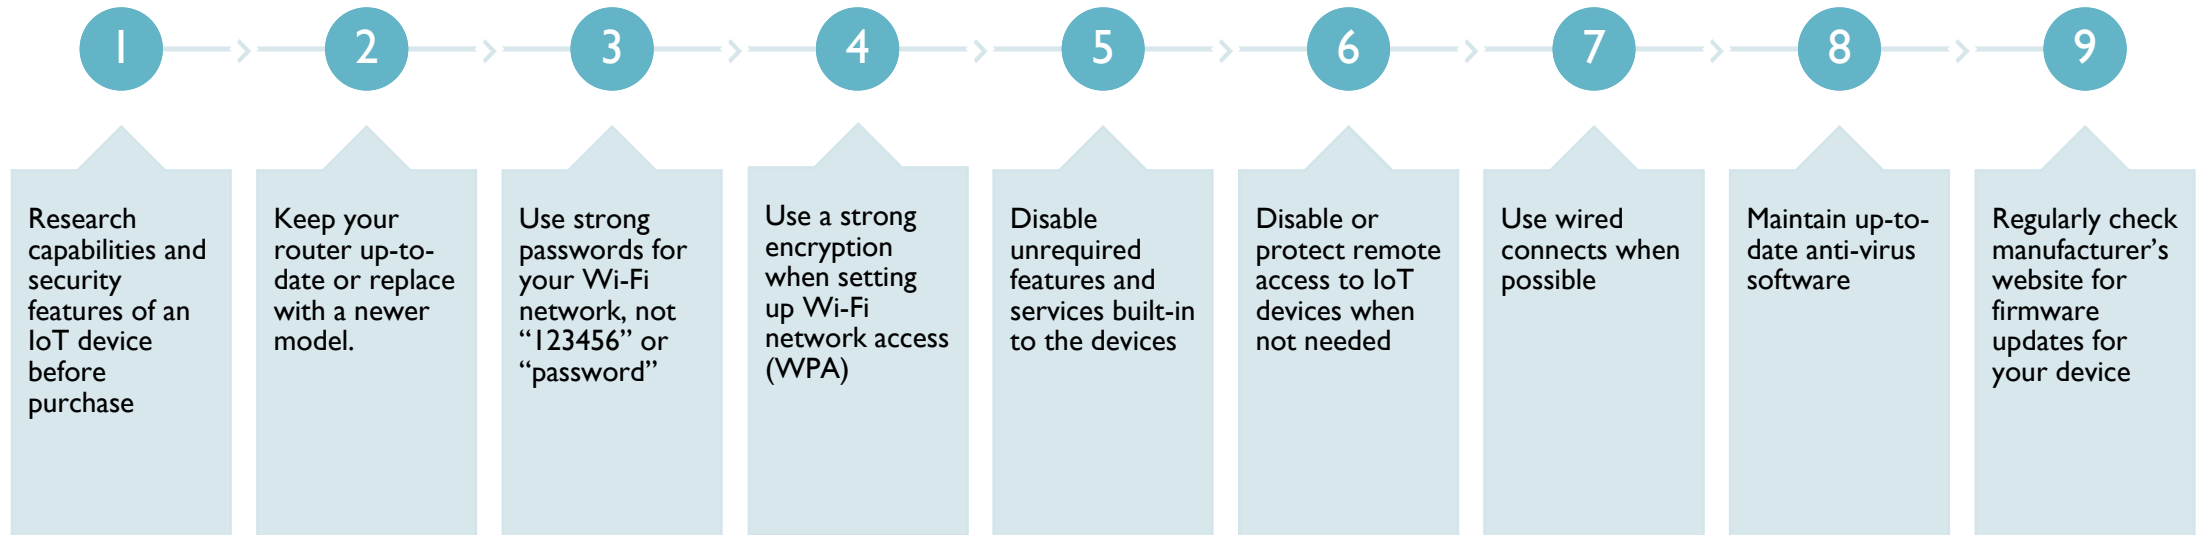 1
2
3
4
5
6
7
8
9
Research
capabilities and
security
features of an
IoT device
before
purchase
Keep your
router up-to-
date or replace
with a newer
model.
Use strong
passwords for
your Wi-Fi
network, not
“123456” or
“password”
Use a strong
encryption
when setting
up Wi-Fi
network access
(WPA)
Disable
unrequired
features and
services built-in
to the devices
Disable or
protect remote
access to IoT
devices when
not needed
Use wired
connects when
possible
Maintain up-to-
date anti-virus
software
Regularly check
manufacturer’s
website for
firmware
updates for
your device